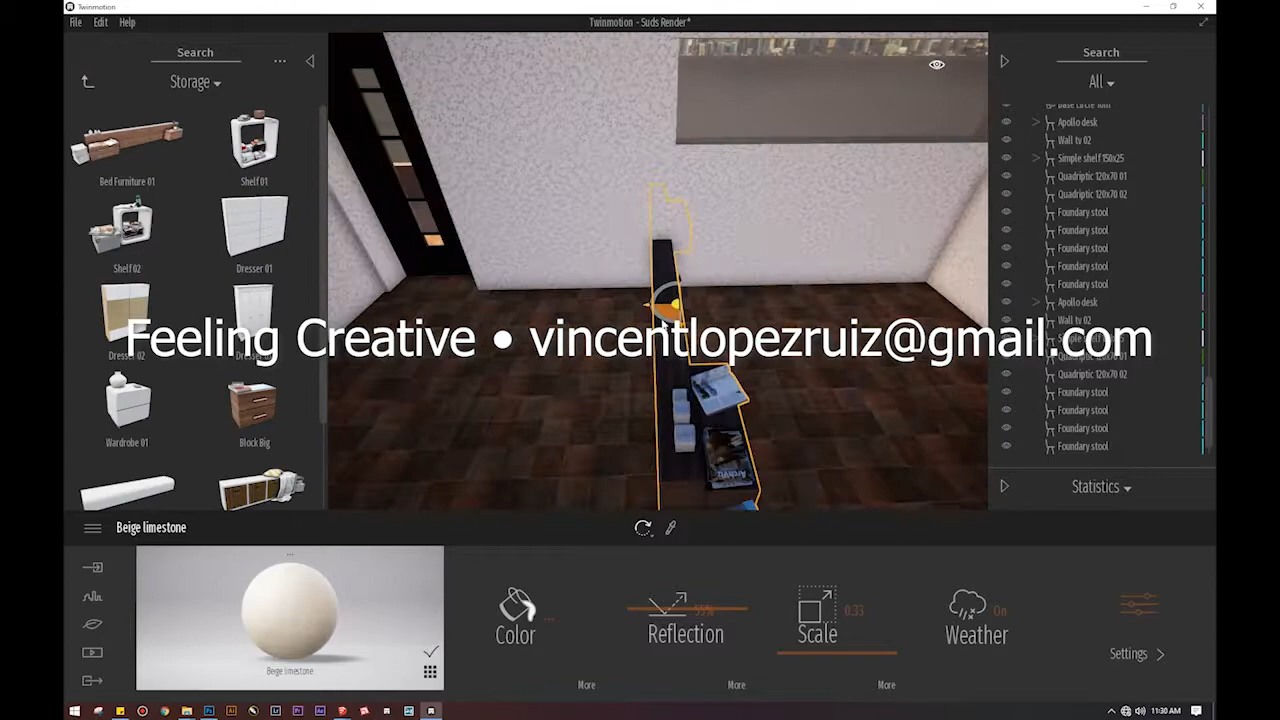 Twinmotion
File Edit Help
Twinmotion - Suds Render*
Search
Storage
Bed Furniture 01
Shelf 01
Shelf 02
Dresser 01
Dresser 02
Wardrobe 01
Block Big
Search
All
Apollo desk
Wall tv 02
Simple shelf 150x25
Quadriptic 120x70 01
Quadriptic 120x70 02
Foundary stool
Foundary stool
Foundary stool
Foundary stool
Foundary stool
Apollo desk
Wall tv 02
Quadriptic 120x70 02
Foundary stool
Foundary stool
Foundary stool
Foundary stool
Statistics
Feeling Creative • vincentlopezruiz@gmail.com
Beige limestone
Beige limestone
Color ...
Reflection 55%
Scale 0.33
Weather On
Settings
More
More
More
11:30 AM